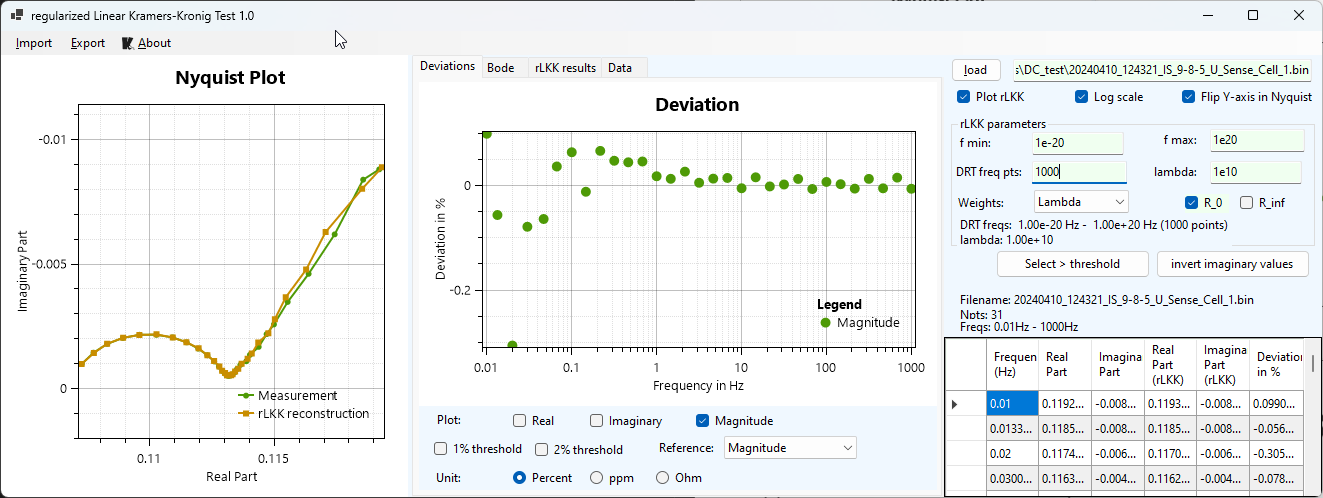 regularized Linear Kramers-Kronig Test 1.0
Import Export About
Nyquist Plot
Imaginary Part
-0.01
-0.005
0
0.11 0.115
Real Part
Measurement
rLKK reconstruction
Deviations Bode rLKK results Data
Deviation
Deviation in %
0
-0.2
Legend
Magnitude
0.01 0.1 1 10 100 1000
Frequency in Hz
Plot: Real Imaginary Magnitude
1% threshold 2% threshold Reference: Magnitude
Unit: Percent ppm Ohm
load s\DC_test\20240410_124321_IS_9-8-5_U_Sense_Cell_1.bin
Plot rLKK Log scale Flip Y-axis in Nyquist
rLKK parameters
f min: 1e-20 f max: 1e20
DRT freq pts: 1000 lambda: 1e10
Weights: Lambda R_0 R_inf
DRT freqs: 1.00e-20 Hz - 1.00e+20 Hz (1000 points)
lambda: 1.00e+10
Select > threshold invert imaginary values
Filename: 20240410_124321_IS_9-8-5_U_Sense_Cell_1.bin
Nots: 31
Freqs: 0.01Hz - 1000Hz
Frequen (Hz) Real Part Imagina Part Real Part (rLKK) Imagina Part (rLKK) Deviation in %
0.01 0.1192... -0.008... 0.1193... -0.008... 0.0990...
0.0133... 0.1185... -0.008... 0.1185... -0.008... -0.056...
0.02 0.1174... -0.006... 0.1170... -0.006... -0.305...
0.0300... 0.1163... -0.004... 0.1162... -0.004... -0.078...